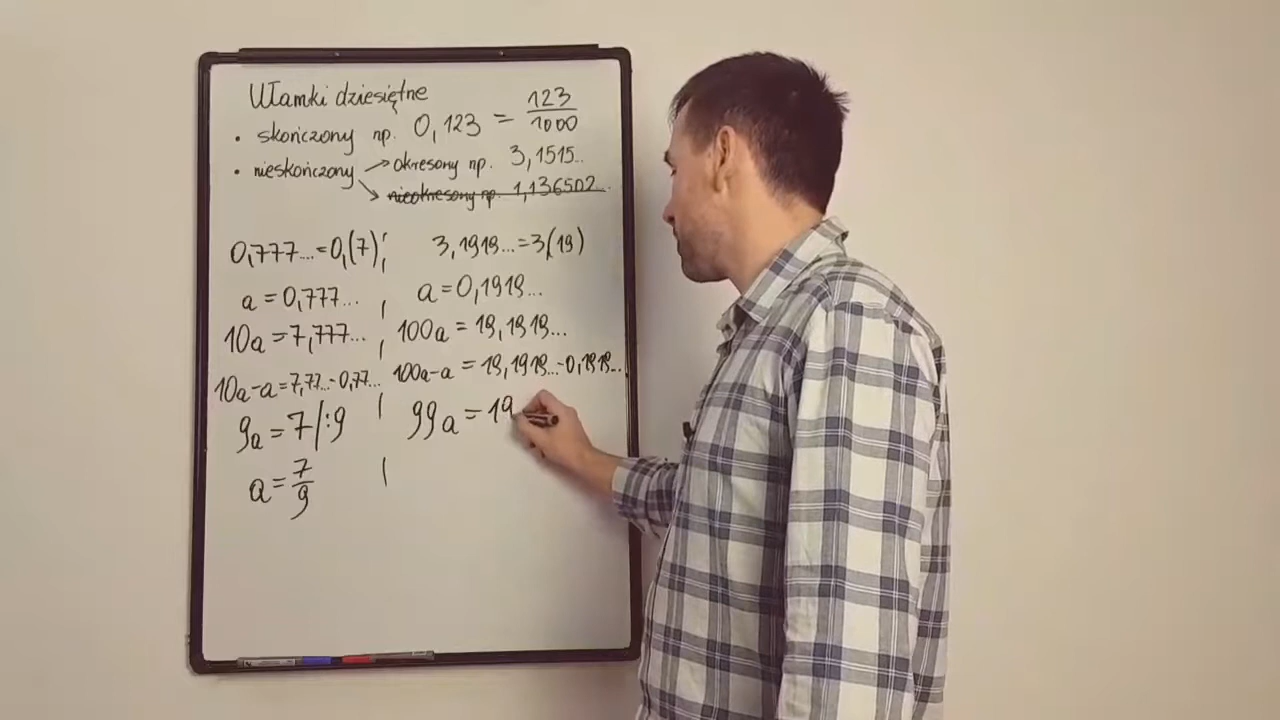 Ułamki dziesiętne
• skończony np. 0,123 = 123/1000
• nieskończony → okresowy np. 3,1515..
↘ nieokresowy np. 1,136502...
0,777... = 0,(7)
a = 0,777...
10a = 7,777...
10a-a = 7,77...-0,77...
9a = 7 /:9
a = 7/9
3,1919... = 3,(19)
a = 0,1919...
100a = 19,1919...
100a-a = 19,1919...-0,1919...
99a = 19